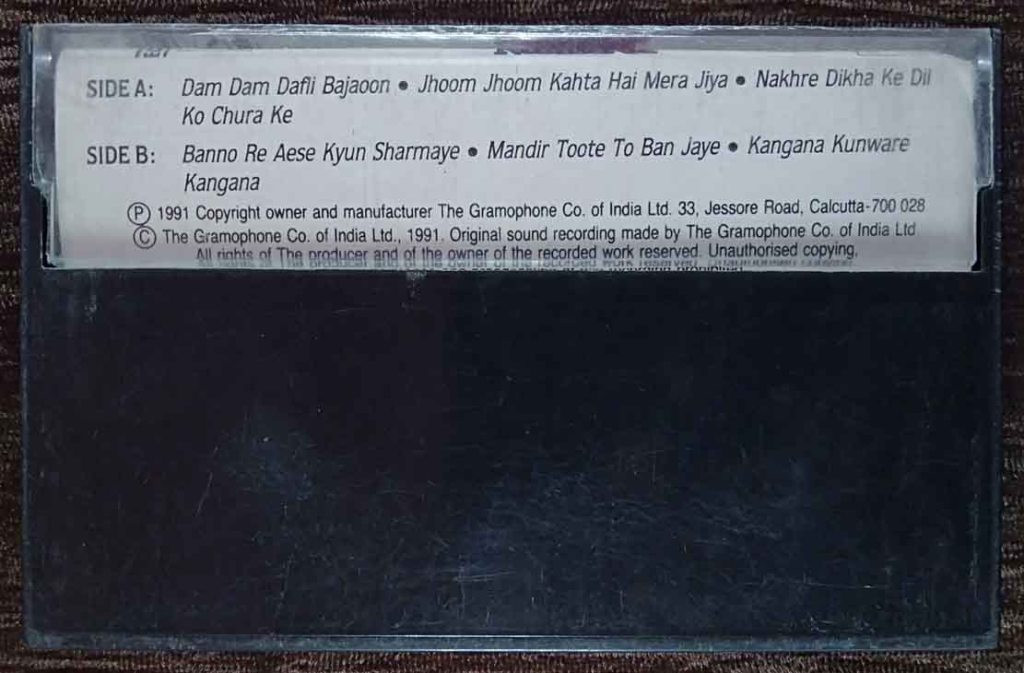 SIDE A: Dam Dam Dafli Bajaoon • Jhoom Jhoom Kahta Hai Mera Jiya • Nakhre Dikha Ke Dil
Ko Chura Ke
SIDE B: Banno Re Aese Kyun Sharmaye • Mandir Toote To Ban Jaye • Kangana Kunware
Kangana
Ⓟ 1991 Copyright owner and manufacturer The Gramophone Co. of India Ltd. 33, Jessore Road, Calcutta-700 028
Ⓒ The Gramophone Co. of India Ltd., 1991. Original sound recording made by The Gramophone Co. of India Ltd
All rights of The producer and of the owner of the recorded work reserved. Unauthorised copying,